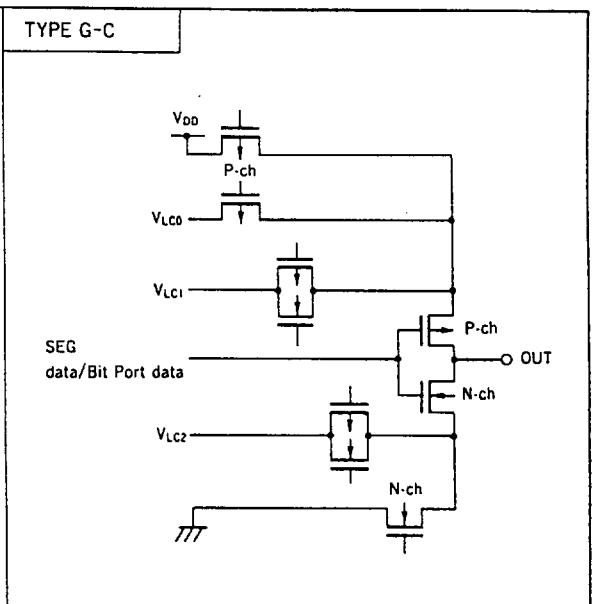 TYPE G-C
VDD
P-ch
VLC0
VLC1
P-ch
SEG
data/Bit Port data
OUT
N-ch
VLC2
N-ch